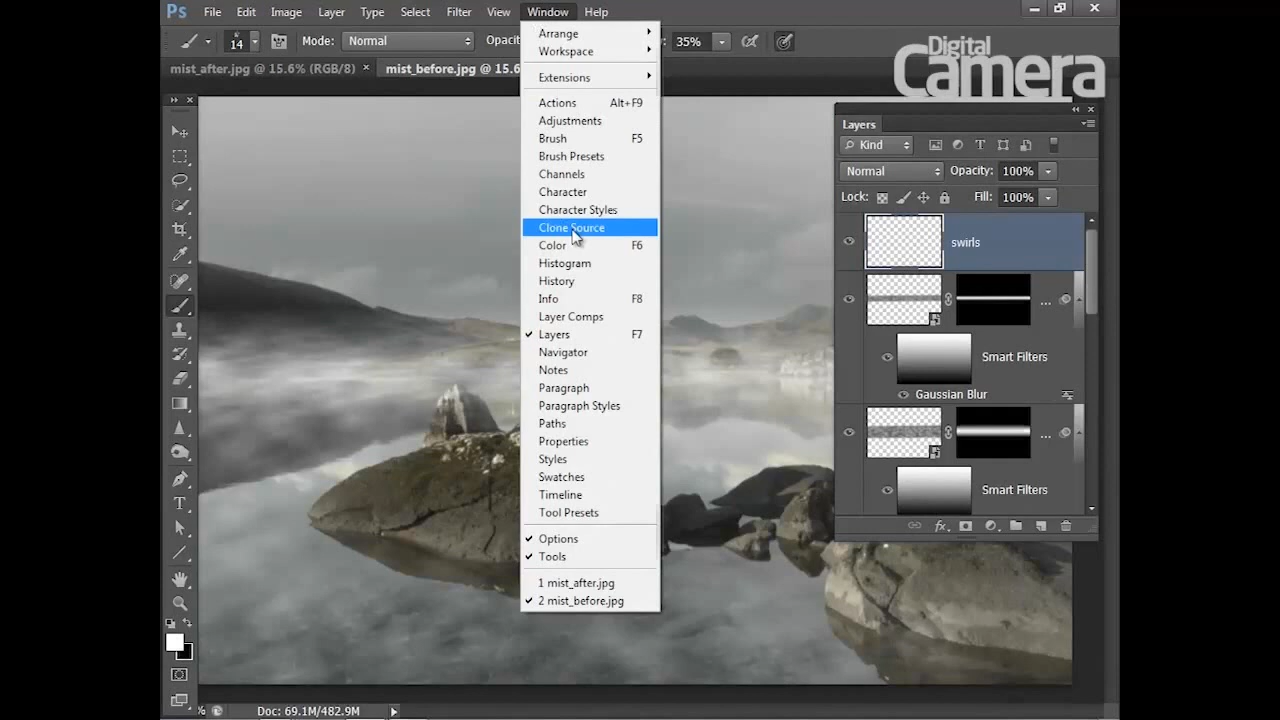 Ps File Edit Image Layer Type Select Filter View Window Help
14 Mode: Normal Opacit : 35%
mist_after.jpg @ 15.6% (RGB/8) × mist_before.jpg @ 15.6
Digital
Camera
Arrange
Workspace
Extensions
Actions Alt+F9
Adjustments
Brush F5
Brush Presets
Channels
Character
Character Styles
Clone Source
Color F6
Histogram
History
Info F8
Layer Comps
Layers F7
Navigator
Notes
Paragraph
Paragraph Styles
Paths
Properties
Styles
Swatches
Timeline
Tool Presets
Options
Tools
1 mist_after.jpg
2 mist_before.jpg
Layers
Kind
Normal Opacity: 100%
Lock: Fill: 100%
swirls
...
Smart Filters
Gaussian Blur
...
Smart Filters
fx
% Doc: 69.1M/482.9M